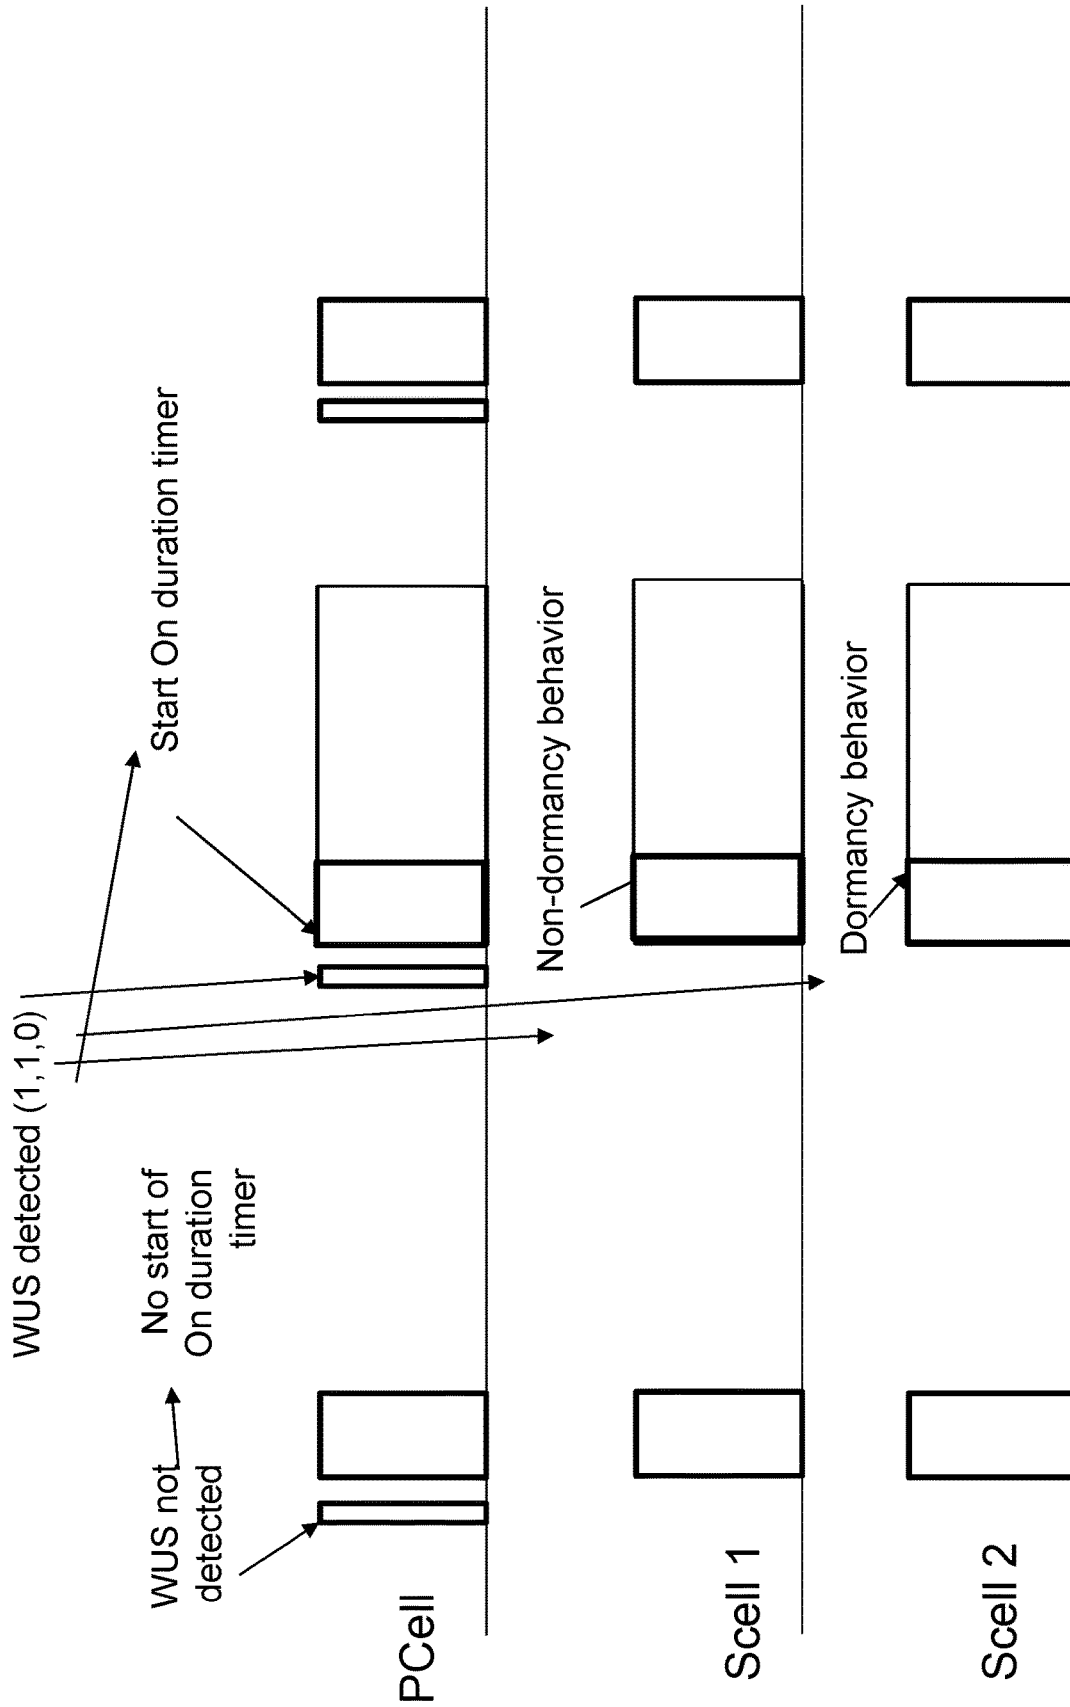 WUS detected (1,1,0)
WUS not
detected
No start of
On duration
timer
Start On duration timer
PCell
Non-dormancy behavior
Scell 1
Dormancy behavior
Scell 2